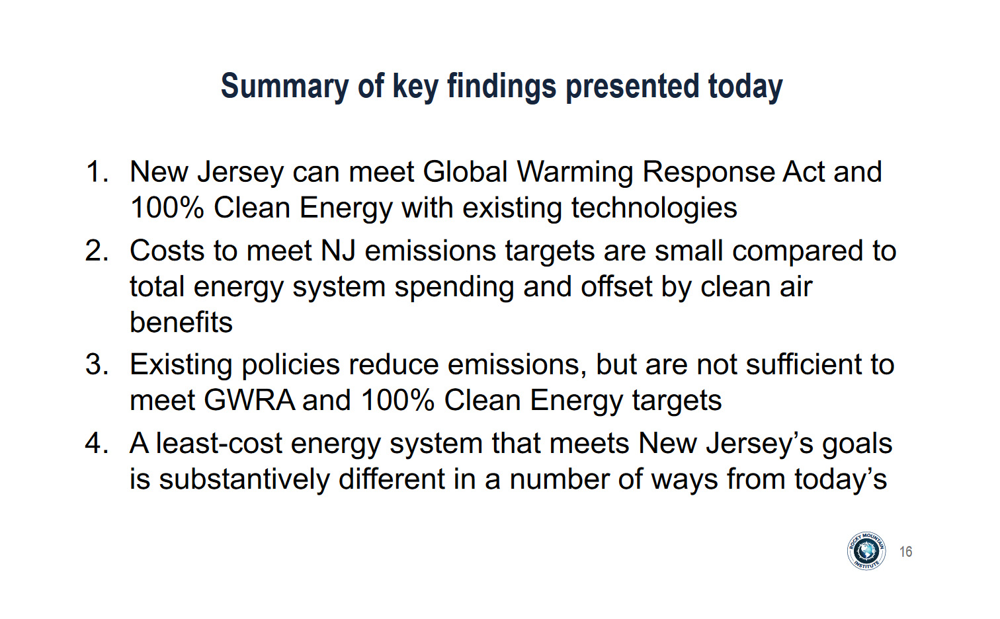 Summary of key findings presented today
1. New Jersey can meet Global Warming Response Act and
100% Clean Energy with existing technologies
2. Costs to meet NJ emissions targets are small compared to
total energy system spending and offset by clean air
benefits
3. Existing policies reduce emissions, but are not sufficient to
meet GWRA and 100% Clean Energy targets
4. A least-cost energy system that meets New Jersey’s goals
is substantively different in a number of ways from today’s
ROCKY MOUNTAIN
INSTITUTE
16